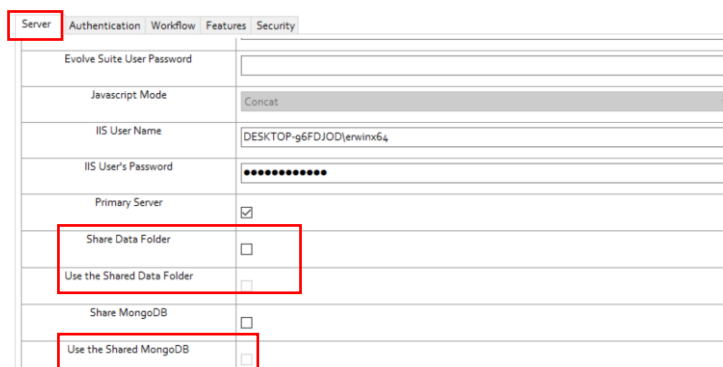 Server Authentication Workflow Features Security
Evolve Suite User Password
Javascript Mode
Concat
IIS User Name
DESKTOP-96FDJOD\erwinx64
IIS User's Password
●●●●●●●●●●●●
Primary Server
Share Data Folder
Use the Shared Data Folder
Share MongoDB
Use the Shared MongoDB